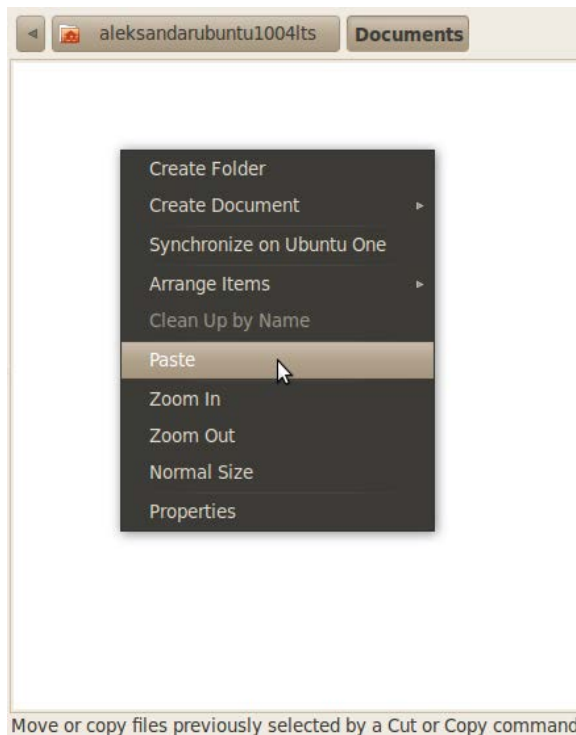 aleksandarubuntu1004lts Documents
Create Folder
Create Document
Synchronize on Ubuntu One
Arrange Items
Clean Up by Name
Paste
Zoom In
Zoom Out
Normal Size
Properties
Move or copy files previously selected by a Cut or Copy command